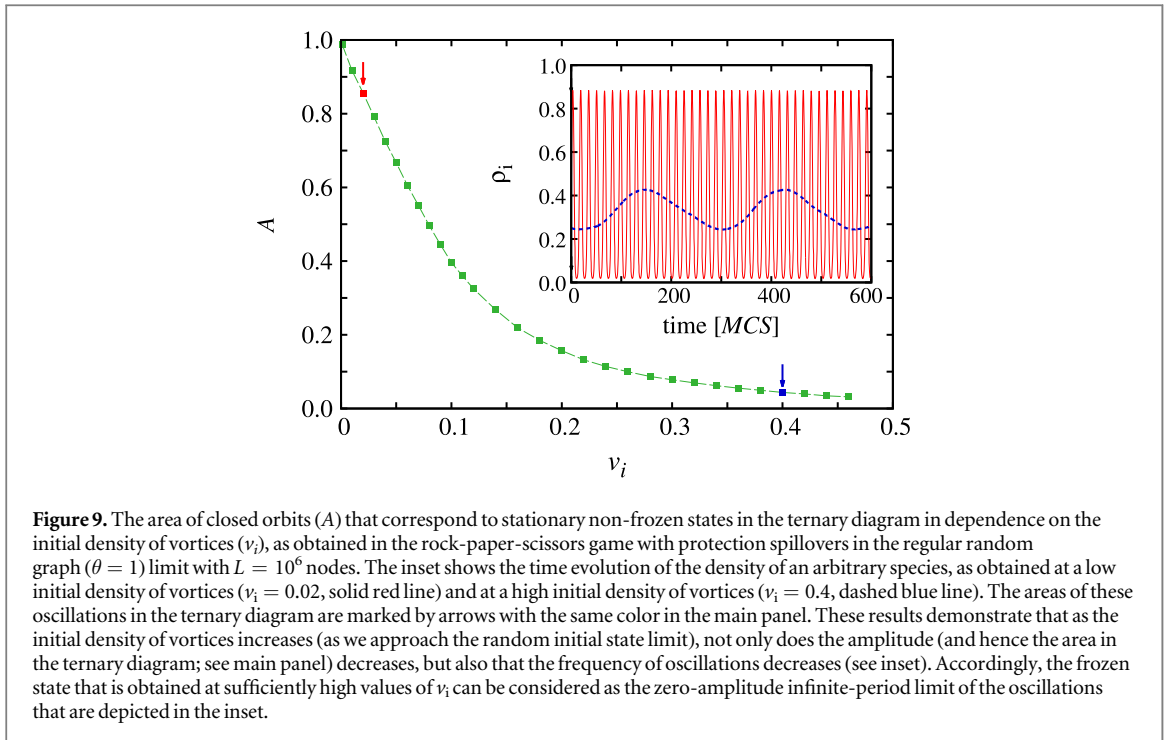 1.0
0.8
0.6
0.4
0.2
0.0
A
0
0.1
0.2
0.3
0.4
0.5
v_i
1.0
0.8
0.6
0.4
0.2
0.0
ρ_i
0
200
400
600
time [MCS]
Figure 9. The area of closed orbits (A) that correspond to stationary non-frozen states in the ternary diagram in dependence on the
initial density of vortices (v_i), as obtained in the rock-paper-scissors game with protection spillovers in the regular random
graph (θ = 1) limit with L = 10^6 nodes. The inset shows the time evolution of the density of an arbitrary species, as obtained at a low
initial density of vortices (v_i = 0.02, solid red line) and at a high initial density of vortices (v_i = 0.4, dashed blue line). The areas of these
oscillations in the ternary diagram are marked by arrows with the same color in the main panel. These results demonstrate that as the
initial density of vortices increases (as we approach the random initial state limit), not only does the amplitude (and hence the area in
the ternary diagram; see main panel) decreases, but also that the frequency of oscillations decreases (see inset). Accordingly, the frozen
state that is obtained at sufficiently high values of v_i can be considered as the zero-amplitude infinite-period limit of the oscillations
that are depicted in the inset.